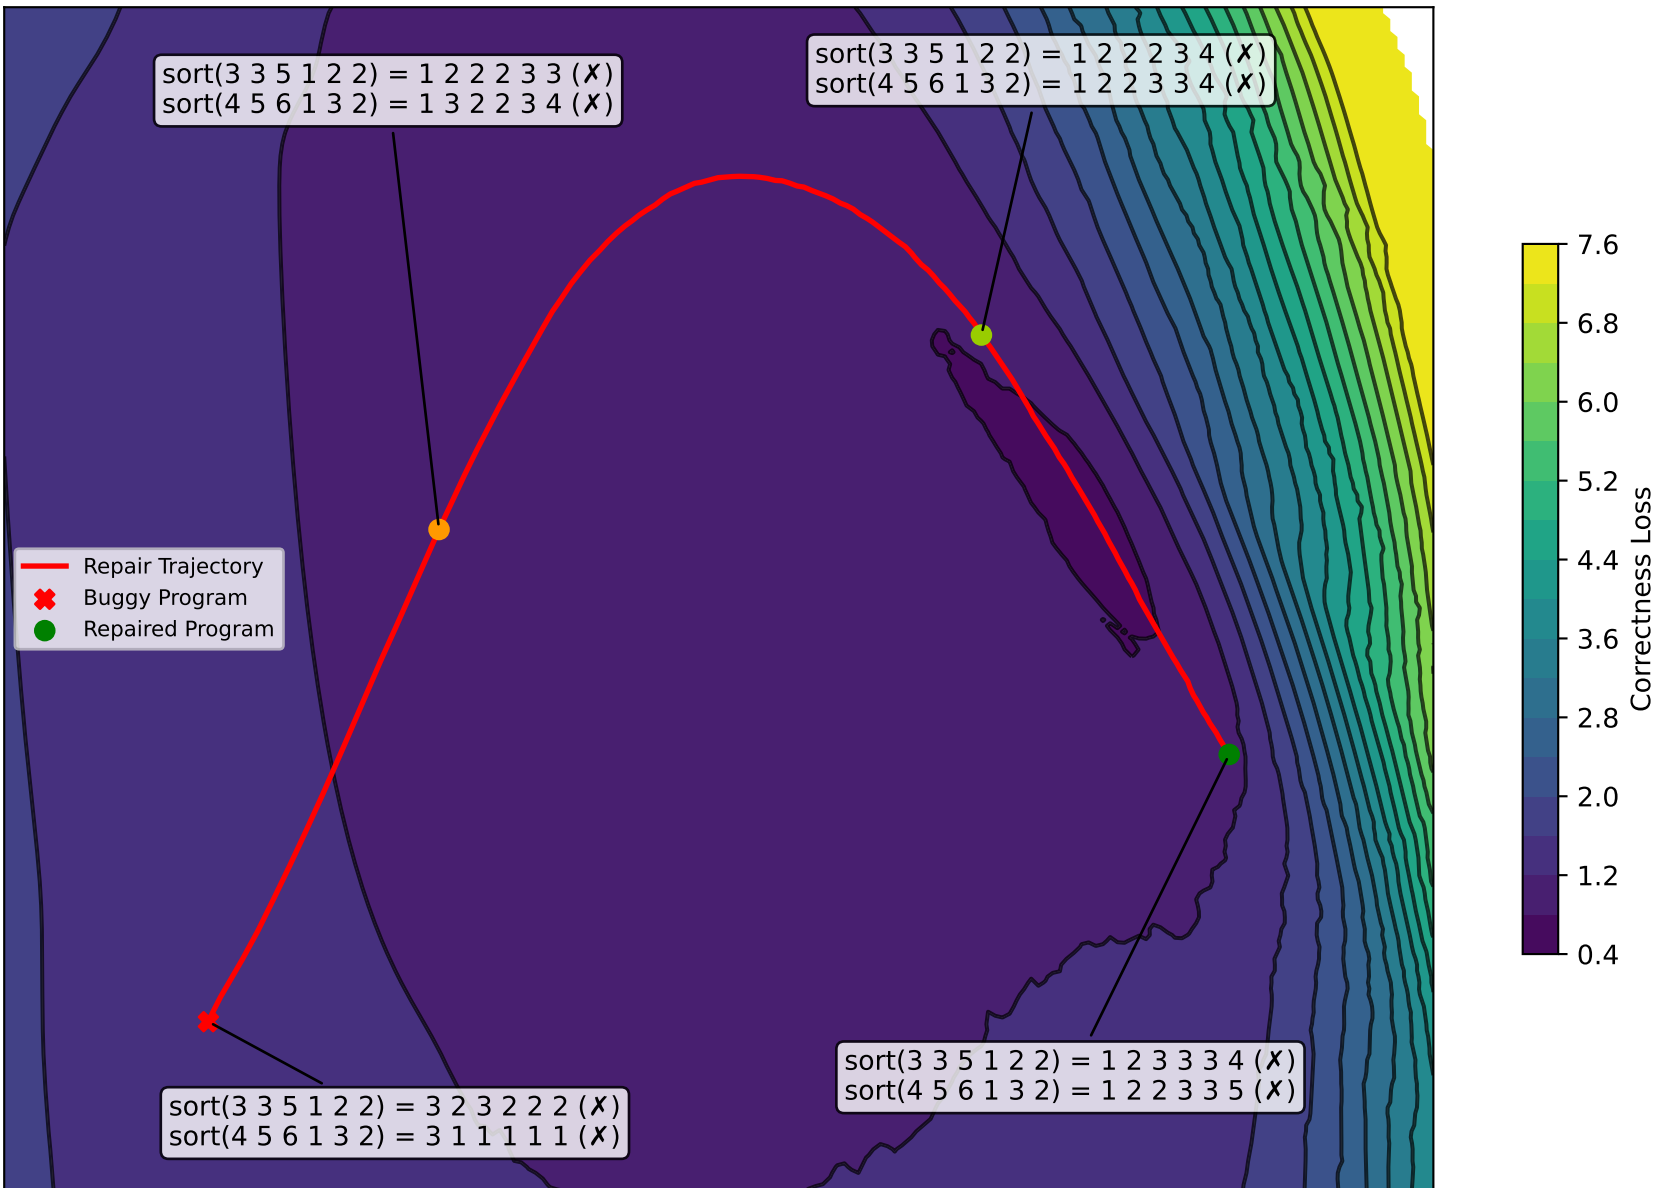 sort(3 3 5 1 2 2) = 1 2 2 2 3 3 (✗)
sort(4 5 6 1 3 2) = 1 3 2 2 3 4 (✗)
sort(3 3 5 1 2 2) = 1 2 2 2 3 4 (✗)
sort(4 5 6 1 3 2) = 1 2 2 3 3 4 (✗)
Repair Trajectory
Buggy Program
Repaired Program
sort(3 3 5 1 2 2) = 3 2 3 2 2 2 (✗)
sort(4 5 6 1 3 2) = 3 1 1 1 1 1 (✗)
sort(3 3 5 1 2 2) = 1 2 3 3 3 4 (✗)
sort(4 5 6 1 3 2) = 1 2 2 3 3 5 (✗)
7.6
6.8
6.0
5.2
4.4
3.6
2.8
2.0
1.2
0.4
Correctness Loss